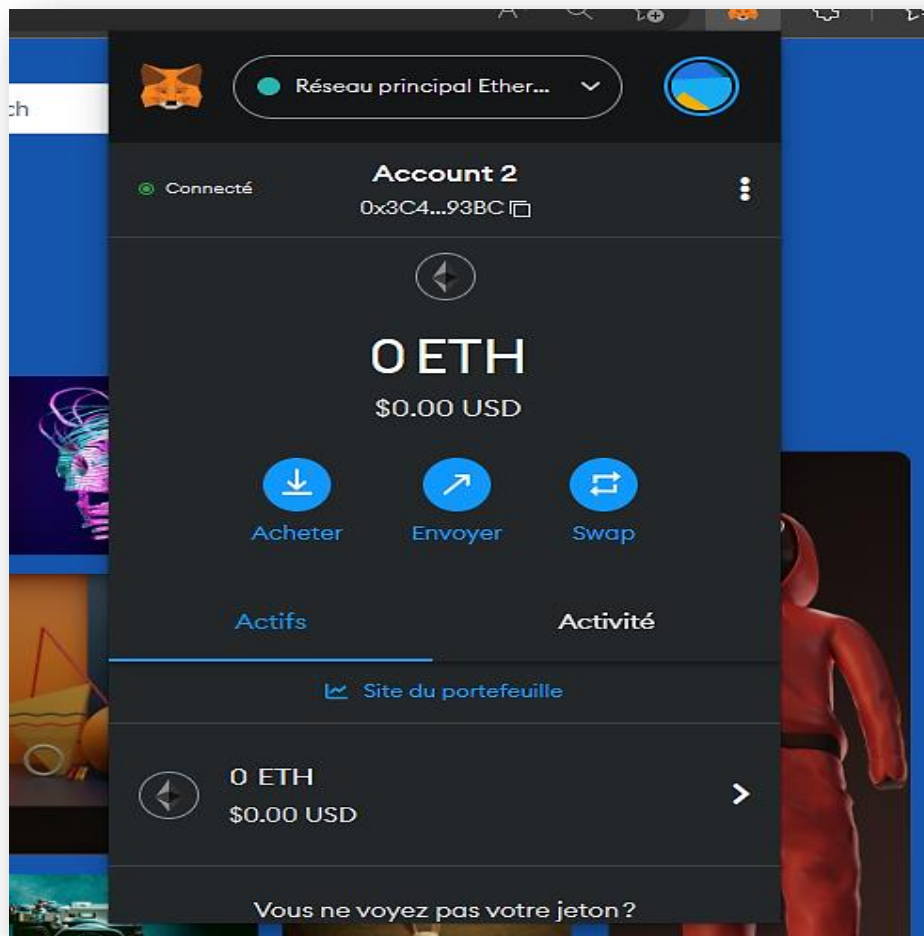 ch
Réseau principal Ether...
Connecté
Account 2
0x3C4...93BC
0 ETH
$0.00 USD
Acheter Envoyer Swap
Actifs Activité
Site du portefeuille
0 ETH
$0.00 USD
Vous ne voyez pas votre jeton?